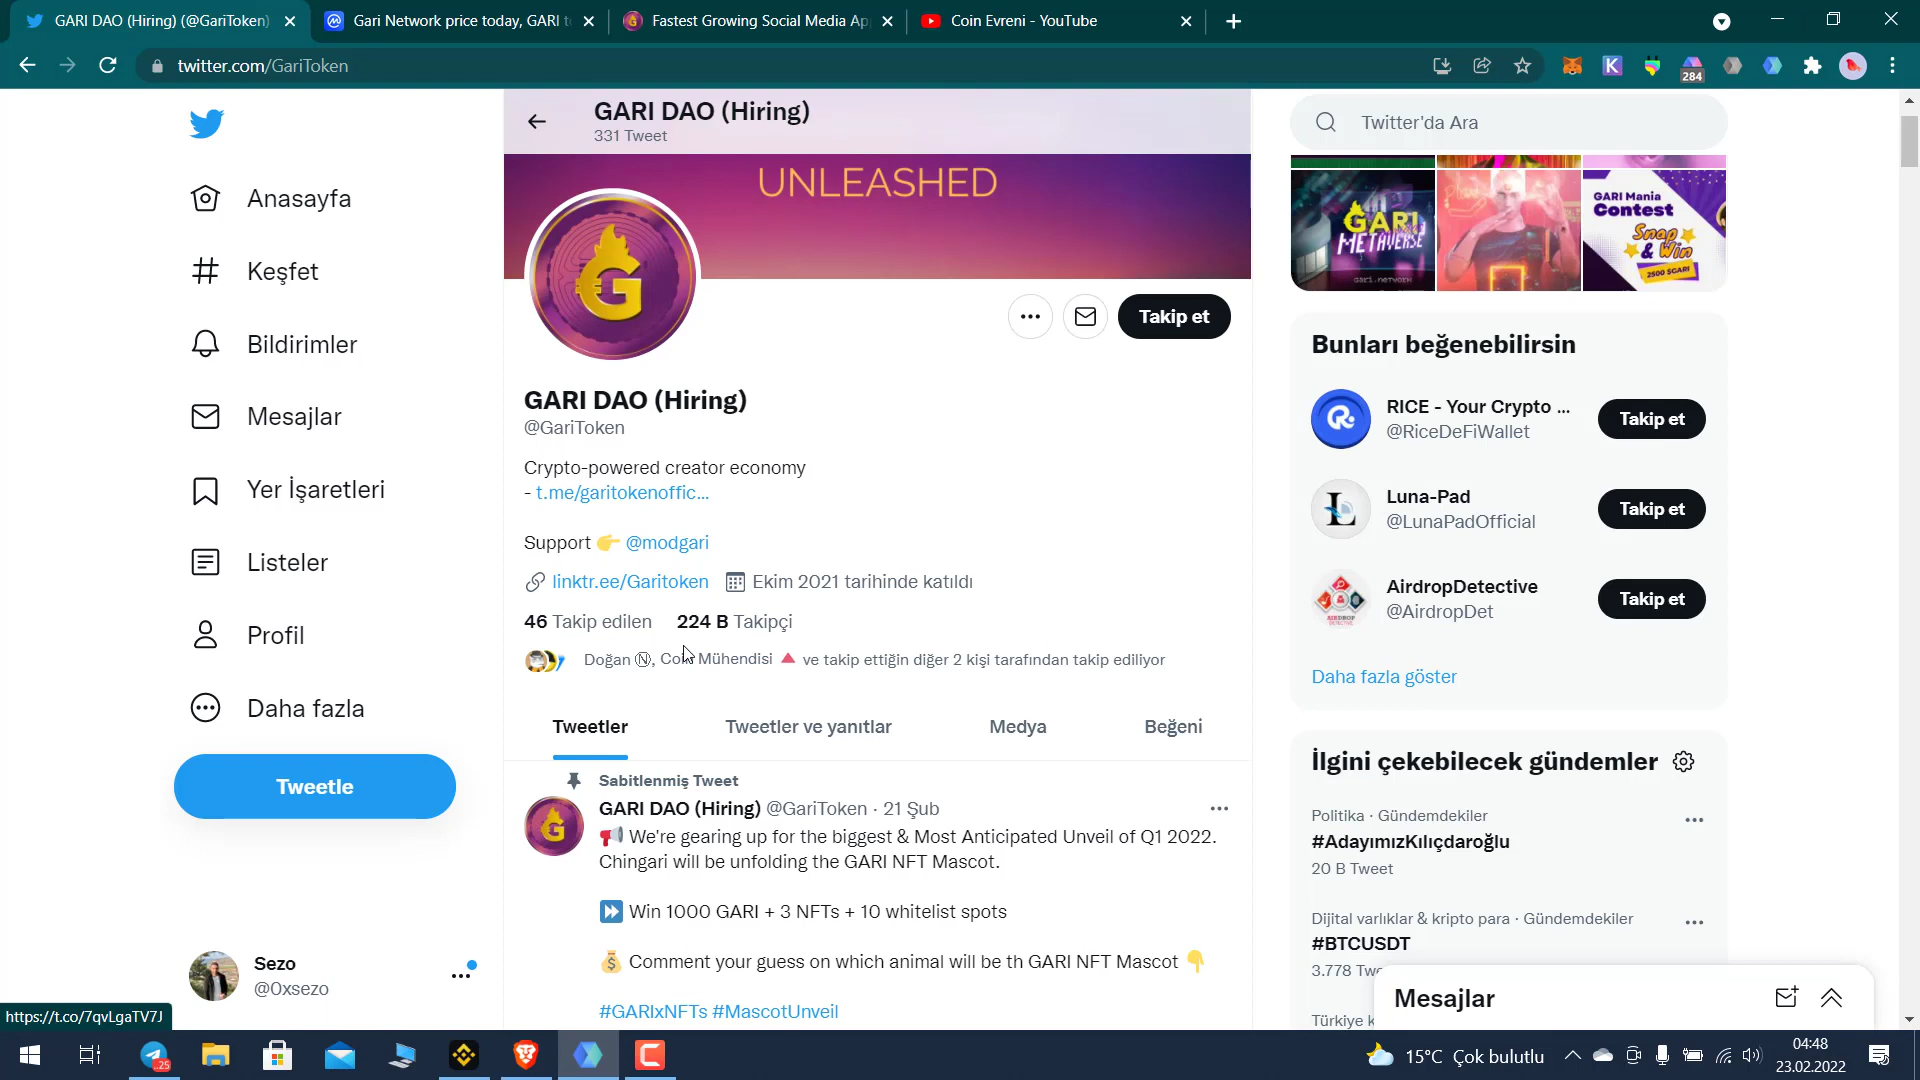 GARI DAO (Hiring) (@GariToken)
Gari Network price today, GARI t
Fastest Growing Social Media Ap
Coin Evreni - YouTube
twitter.com/GariToken
K
284
GARI DAO (Hiring)
331 Tweet
Twitter'da Ara
Anasayfa
Keşfet
Bildirimler
Mesajlar
Yer İşaretleri
Listeler
Profil
Daha fazla
Tweetle
Sezo
@0xsezo
UNLEASHED
G
Takip et
GARI DAO (Hiring)
@GariToken
Crypto-powered creator economy
- t.me/garitokenoffic...
Support 👉 @modgari
linktr.ee/Garitoken Ekim 2021 tarihinde katıldı
46 Takip edilen 224 B Takipçi
Doğan Ⓝ, Coin Mühendisi 🔺 ve takip ettiğin diğer 2 kişi tarafından takip ediliyor
Tweetler Tweetler ve yanıtlar Medya Beğeni
Sabitlenmiş Tweet
GARI DAO (Hiring) @GariToken · 21 Şub
📢 We're gearing up for the biggest & Most Anticipated Unveil of Q1 2022.
Chingari will be unfolding the GARI NFT Mascot.
⏩ Win 1000 GARI + 3 NFTs + 10 whitelist spots
💰 Comment your guess on which animal will be th GARI NFT Mascot 👇
#GARIxNFTs #MascotUnveil
GARI
METAVERSE
GARI.NETWORK
GARI Mania
Contest
Snap
& Win
2500 $GARI
Bunları beğenebilirsin
RICE - Your Crypto ...
@RiceDeFiWallet
Takip et
Luna-Pad
@LunaPadOfficial
Takip et
AirdropDetective
@AirdropDet
Takip et
Daha fazla göster
İlgini çekebilecek gündemler
Politika · Gündemdekiler
#AdayımızKılıçdaroğlu
20 B Tweet
Dijital varlıklar & kripto para · Gündemdekiler
#BTCUSDT
3.778 Twe
Türkiye k
Mesajlar
https://t.co/7qvLgaTV7J
25
15°C Çok bulutlu
04:48
23.02.2022